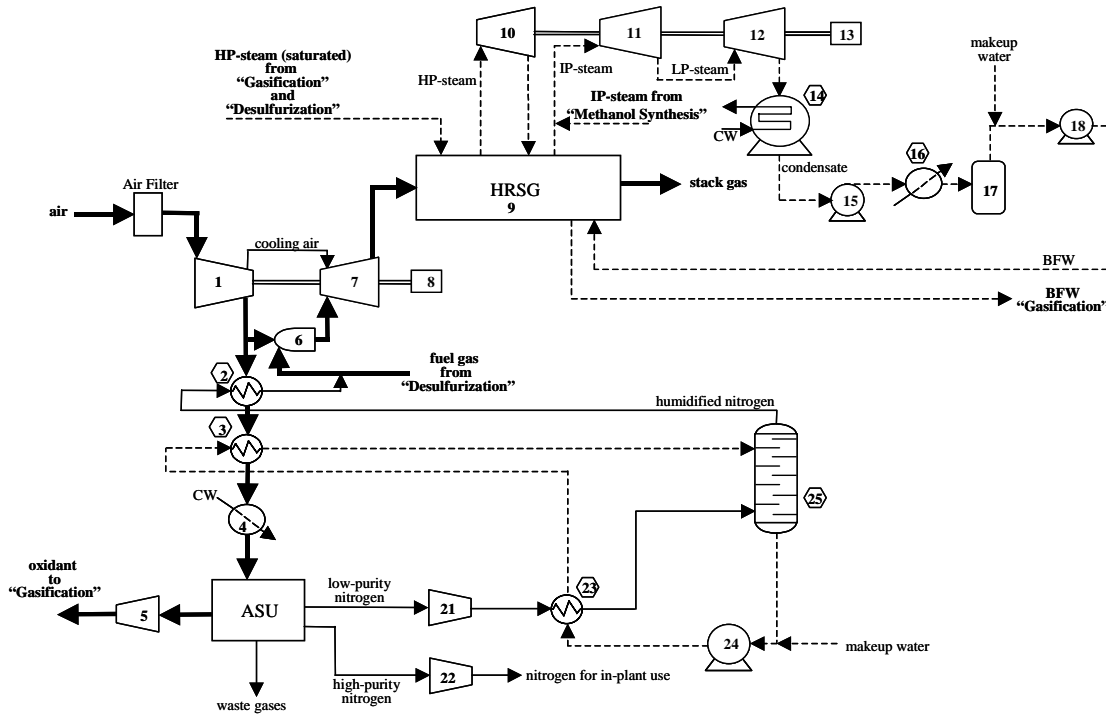 10
11
12
13
HP-steam (saturated)
from
“Gasification”
and
“Desulfurization”
HP-steam
IP-steam
LP-steam
IP-steam from
“Methanol Synthesis”
14
CW
condensate
makeup
water
18
16
15
17
HRSG
9
stack gas
Air Filter
air
cooling air
1
7
8
BFW
BFW
“Gasification”
6
fuel gas
from
“Desulfurization”
2
humidified nitrogen
3
25
CW
4
oxidant
to
“Gasification”
5
ASU
low-purity
nitrogen
21
23
24
makeup water
high-purity
nitrogen
22
nitrogen for in-plant use
waste gases